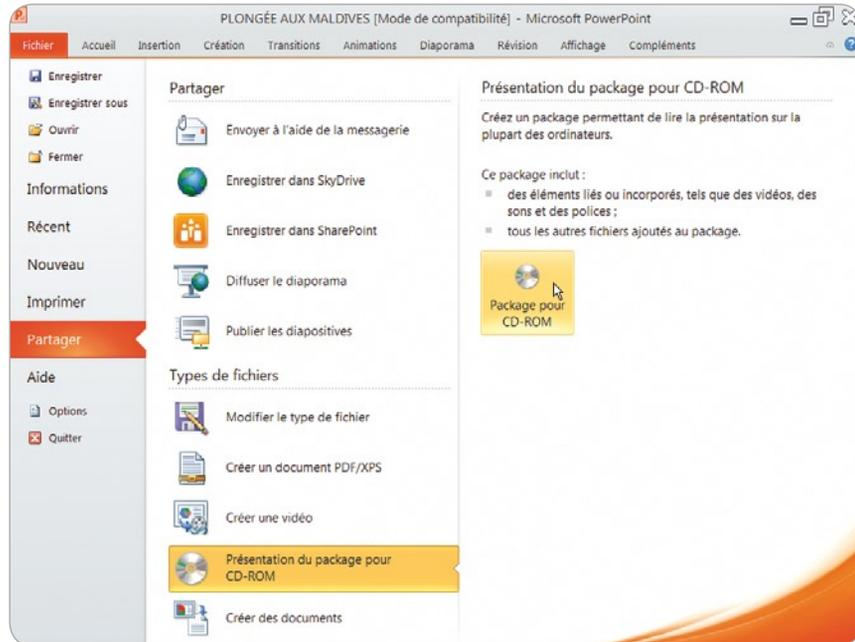 PLONGÉE AUX MALDIVES [Mode de compatibilité] - Microsoft PowerPoint
Fichier Accueil Insertion Création Transitions Animations Diaporama Révision Affichage Compléments
Enregistrer
Enregistrer sous
Ouvrir
Fermer
Informations
Récent
Nouveau
Imprimer
Partager
Aide
Options
Quitter
Partager
Envoyer à l'aide de la messagerie
Enregistrer dans SkyDrive
Enregistrer dans SharePoint
Diffuser le diaporama
Publier les diapositives
Types de fichiers
Modifier le type de fichier
Créer un document PDF/XPS
Créer une vidéo
Présentation du package pour
CD-ROM
Créer des documents
Présentation du package pour CD-ROM
Créez un package permettant de lire la présentation sur la
plupart des ordinateurs.
Ce package inclut :
des éléments liés ou incorporés, tels que des vidéos, des
sons et des polices ;
tous les autres fichiers ajoutés au package.
Package pour
CD-ROM